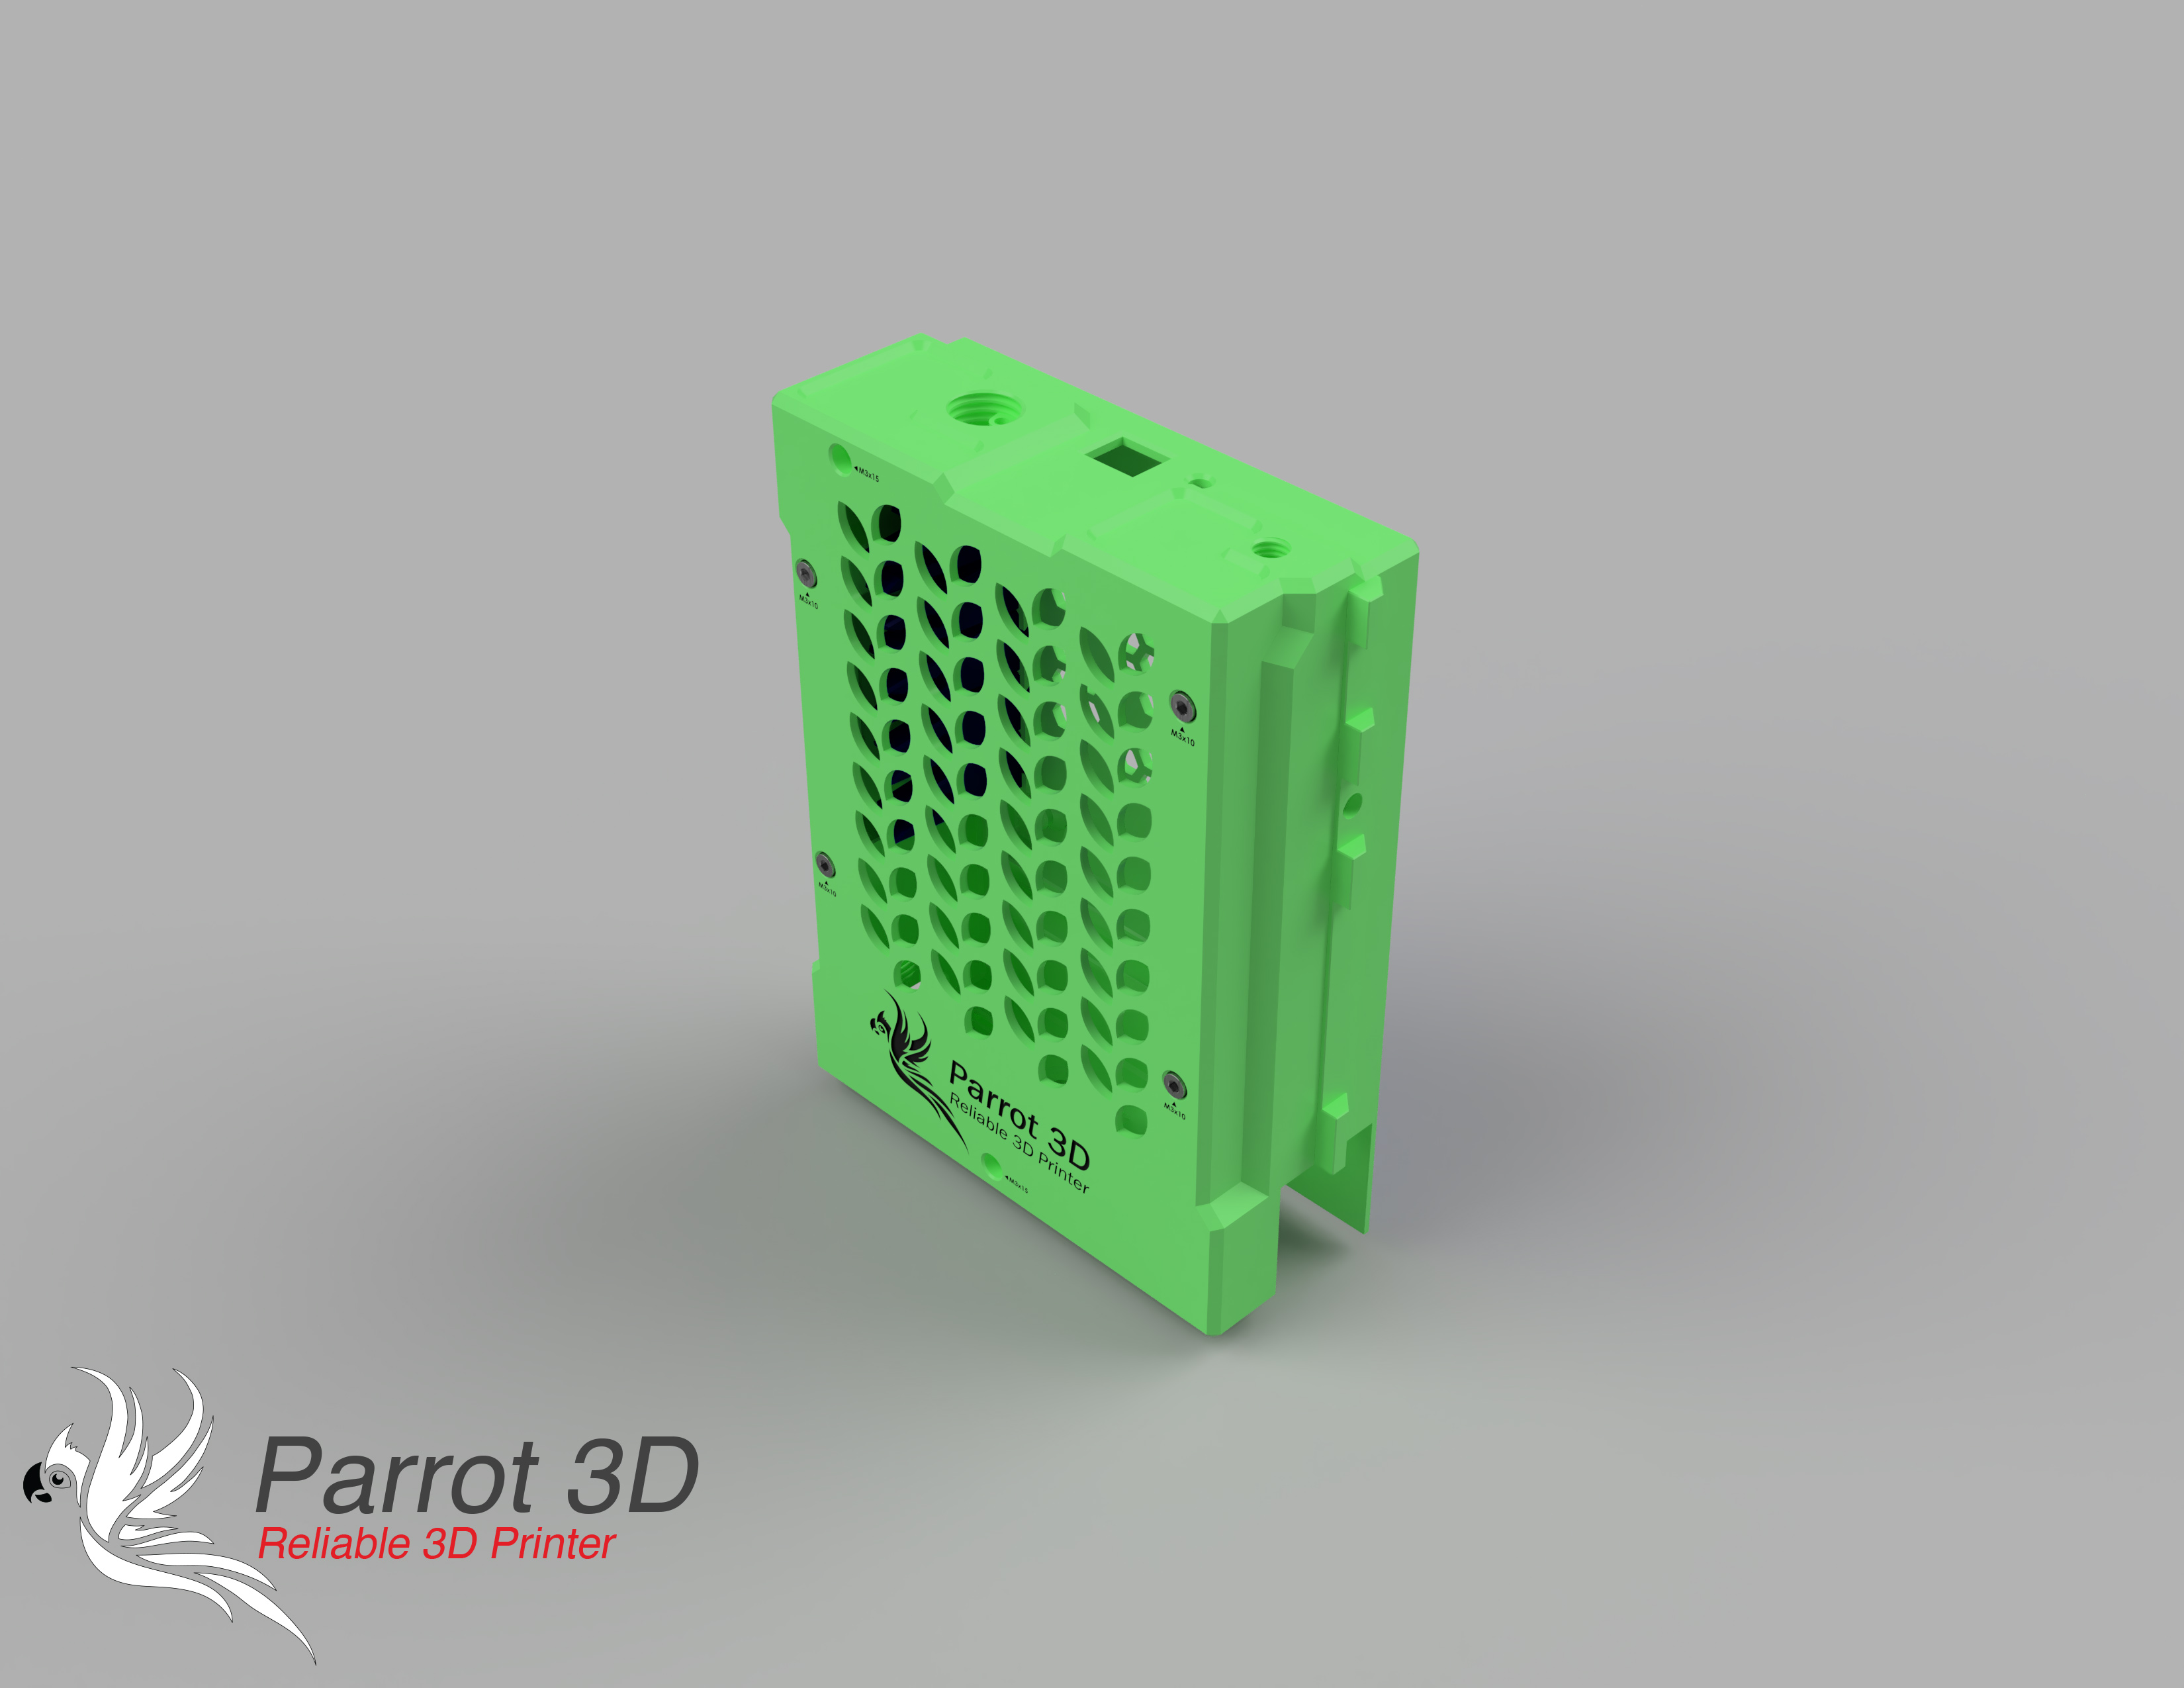 ◄M3x15
▲
M3x10
▲
M3x10
▲
M3x10
▲
M3x10
Parrot 3D
Reliable 3D Printer
◄M3x15
Parrot 3D
Reliable 3D Printer